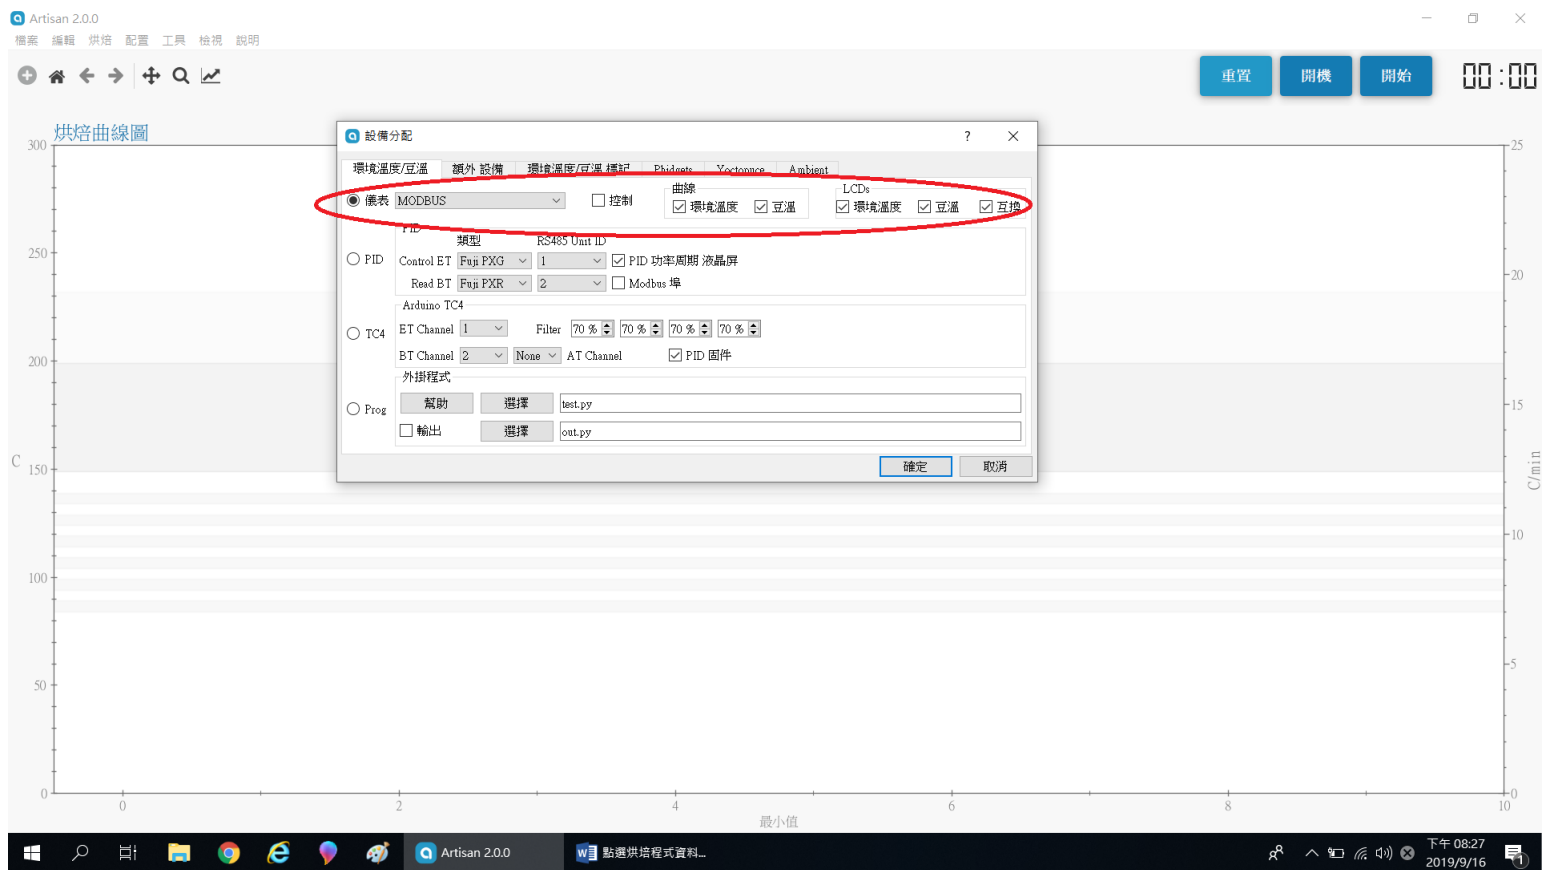 Artisan 2.0.0
檔案 編輯 烘焙 配置 工具 檢視 說明
重置 開機 開始 00:00
烘焙曲線圖
設備分配 ?
環境溫度/豆溫 額外 設備 環境溫度/豆溫 標記 Phidgets Yoctopuce Ambient
儀表 MODBUS 控制 曲線 環境溫度 豆溫 LCDs 環境溫度 豆溫 互換
PID
類型 RS485 Unit ID
PID Control ET Fuji PXG 1 PID 功率周期 液晶屏
Read BT Fuji PXR 2 Modbus 埠
Arduino TC4
TC4 ET Channel 1 Filter 70 % 70 % 70 % 70 %
BT Channel 2 None AT Channel PID 固件
外掛程式
Prog 幫助 選擇 test.py
輸出 選擇 out.py
確定 取消
300
250
200
150
100
50
0
C
25
20
15
10
5
0
C/min
0 2 4 6 8 10
最小值
Artisan 2.0.0 點選烘培程式資料... 下午 08:27
2019/9/16
1